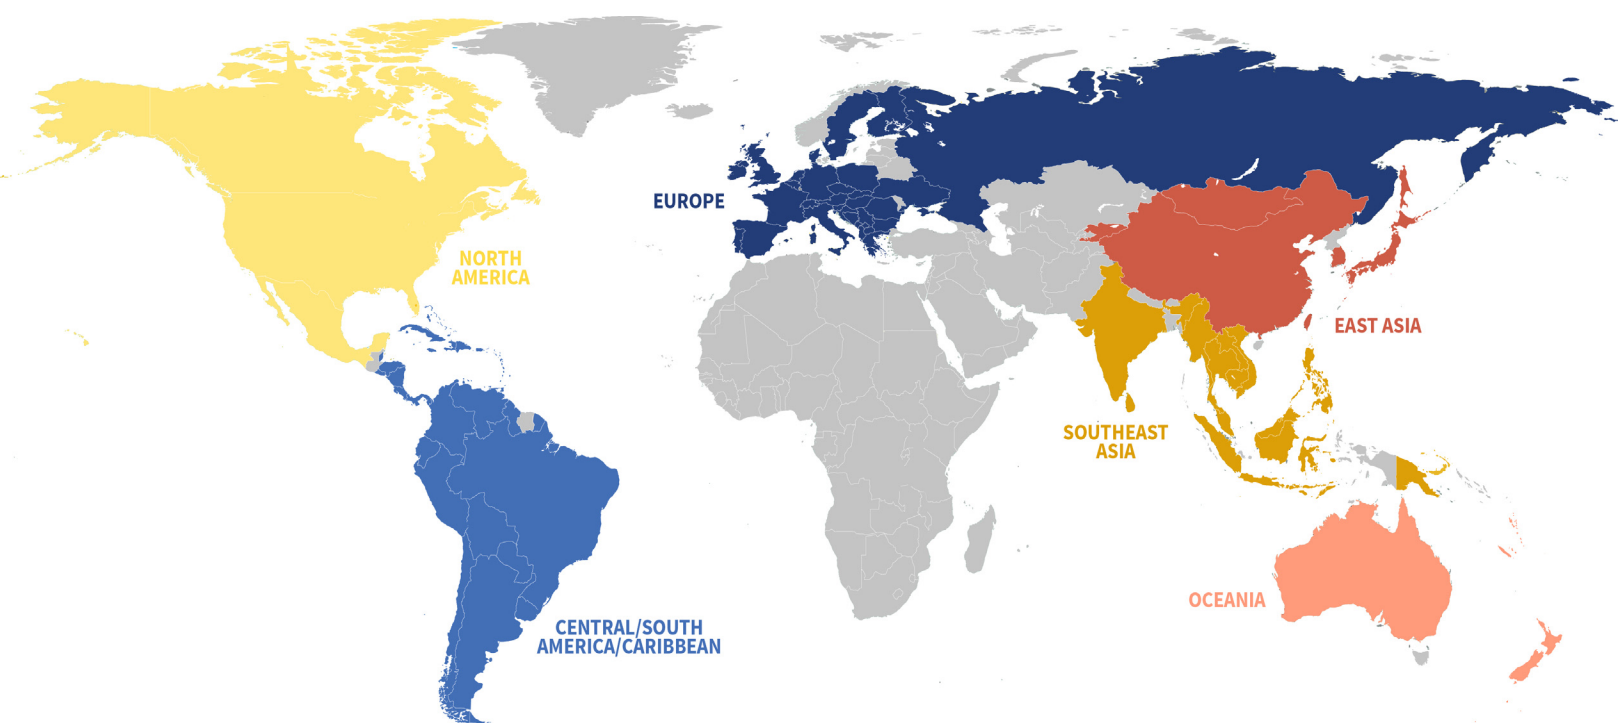 EUROPE
NORTH
AMERICA
EAST ASIA
SOUTHEAST
ASIA
OCEANIA
CENTRAL/SOUTH
AMERICA/CARIBBEAN